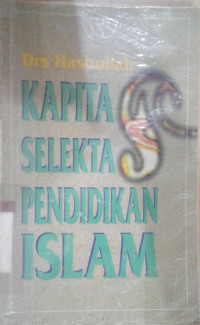 Drs Hasbullah
KAPITA
SELEKTA
PENDIDIKAN
ISLAM